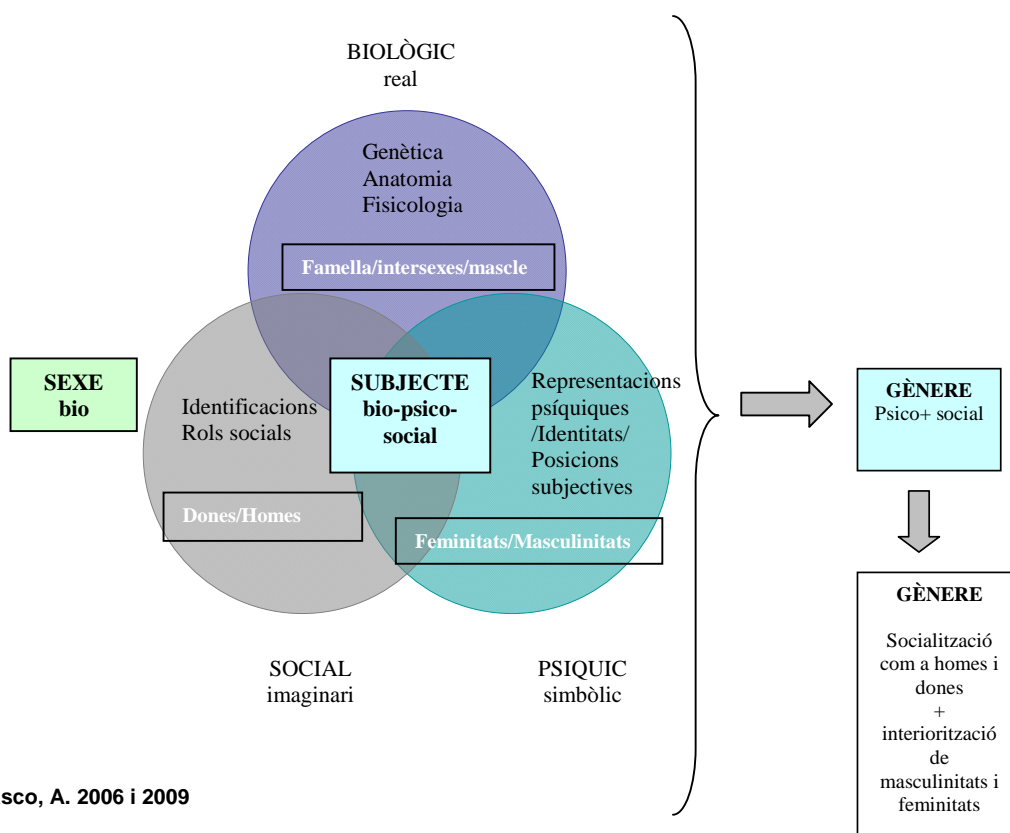 BIOLÒGIC
real
Genètica
Anatomia
Fisicologia
Famella/intersexes/mascle
SEXE
bio
Identificacions
Rols socials
SUBJECTE
bio-psico-
social
Representacions
psíquiques
/Identitats/
Posicions
subjectives
Dones/Homes
Feminitats/Masculinitats
SOCIAL
imaginari
PSIQUIC
simbòlic
GÈNERE
Psico+ social
GÈNERE
Socialització
com a homes i
dones
+
interiorització
de
masculinitats i
feminitats
sco, A. 2006 i 2009